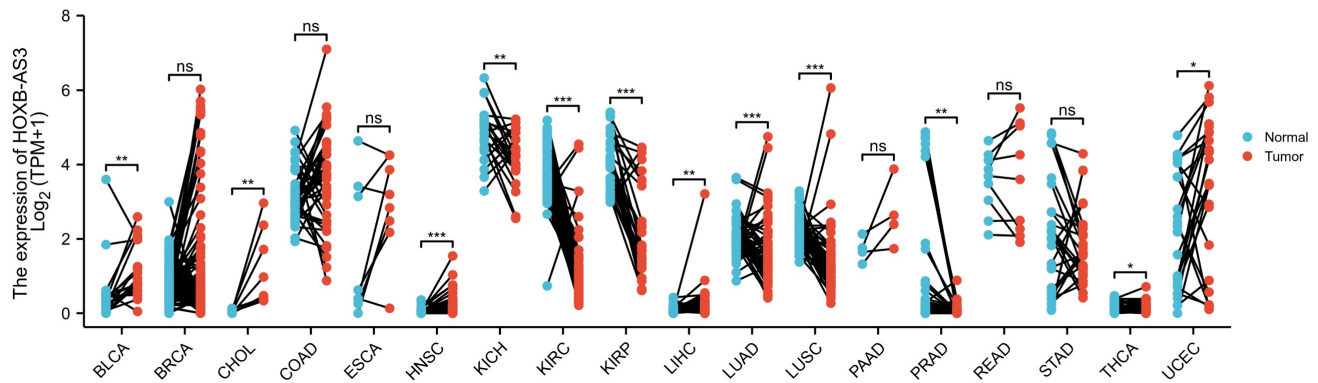 The expression of HOXB-AS3
Log2 (TPM+1)
8
6
4
2
0
**
ns
**
ns
ns
***
**
***
***
**
***
***
ns
**
ns
ns
*
*
Normal
Tumor
BLCA
BRCA
CHOL
COAD
ESCA
HNSC
KICH
KIRC
KIRP
LIHC
LUAD
LUSC
PAAD
PRAD
READ
STAD
THCA
UCEC